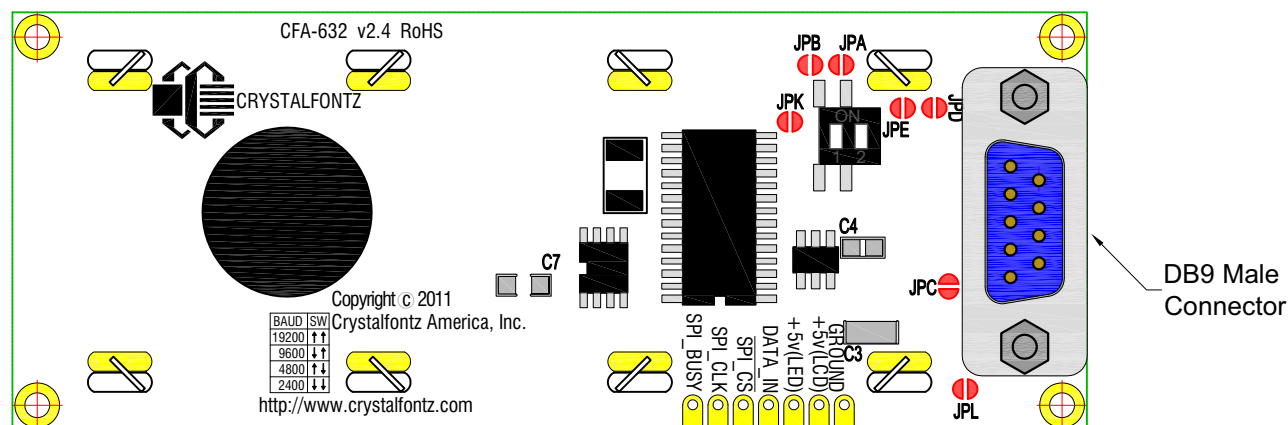 CFA-632 v2.4 RoHS
CRYSTALFONTZ
JPB
JPA
JPK
JPE
JPD
ON
1 2
C4
C7
JPC
DB9 Male
Connector
Copyright © 2011
Crystalfontz America, Inc.
BAUD SW
19200 ↑↑
9600 ↓↑
4800 ↑↓
2400 ↓↓
http://www.crystalfontz.com
SPI_BUSY
SPI_CLK
SPI_CS
DATA_IN
+5v(LED)
+5v(LCD)
GROUND
C3
JPL